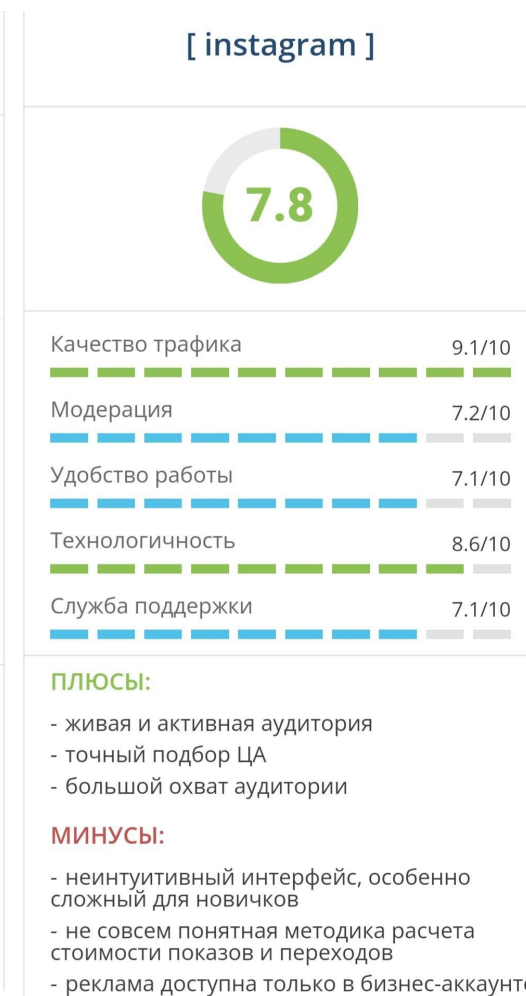 [ instagram ]
7.8
Качество трафика 9.1/10
Модерация 7.2/10
Удобство работы 7.1/10
Технологичность 8.6/10
Служба поддержки 7.1/10
ПЛЮСЫ:
- живая и активная аудитория
- точный подбор ЦА
- большой охват аудитории
МИНУСЫ:
- неинтуитивный интерфейс, особенно
сложный для новичков
- не совсем понятная методика расчета
стоимости показов и переходов
- реклама доступна только в